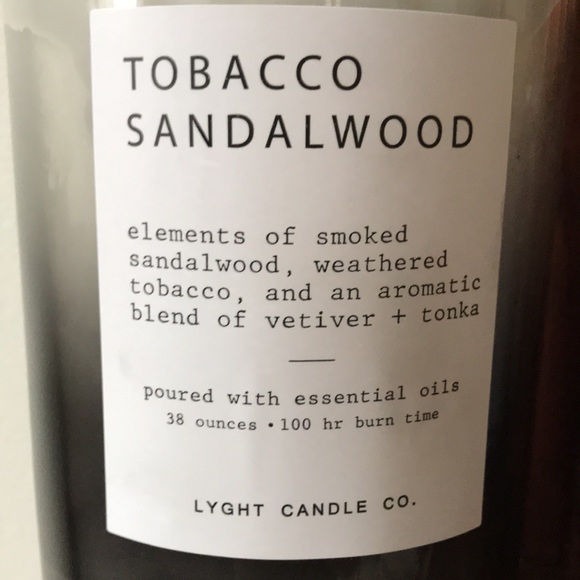 TOBACCO
SANDALWOOD
elements of smoked
sandalwood, weathered
tobacco, and an aromatic
blend of vetiver + tonka
poured with essential oils
38 ounces • 100 hr burn time
LYGHT CANDLE CO.